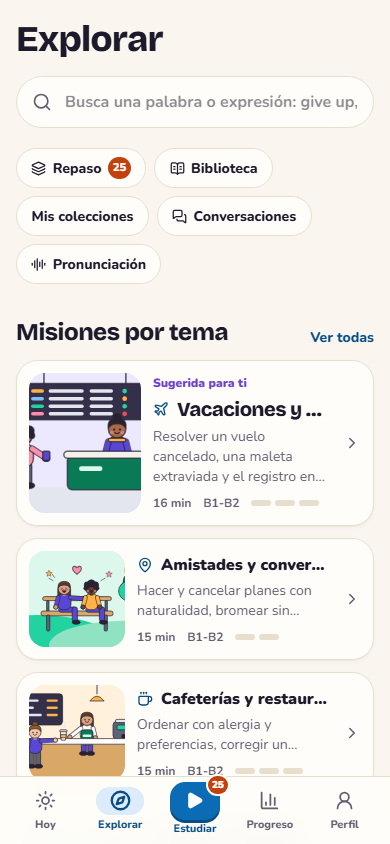 Explorar
Busca una palabra o expresión: give up,
Repaso 25
Biblioteca
Mis colecciones
Conversaciones
Pronunciación
Misiones por tema
Ver todas
Sugerida para ti
Vacaciones y ...
Resolver un vuelo
cancelado, una maleta
extraviada y el registro en...
16 min B1-B2
Amistades y conver...
Hacer y cancelar planes con
naturalidad, bromear sin...
15 min B1-B2
Cafeterías y restaur...
Ordenar con alergia y
preferencias, corregir un...
15 min B1-B2
25
Hoy
Explorar
Estudiar
Progreso
Perfil